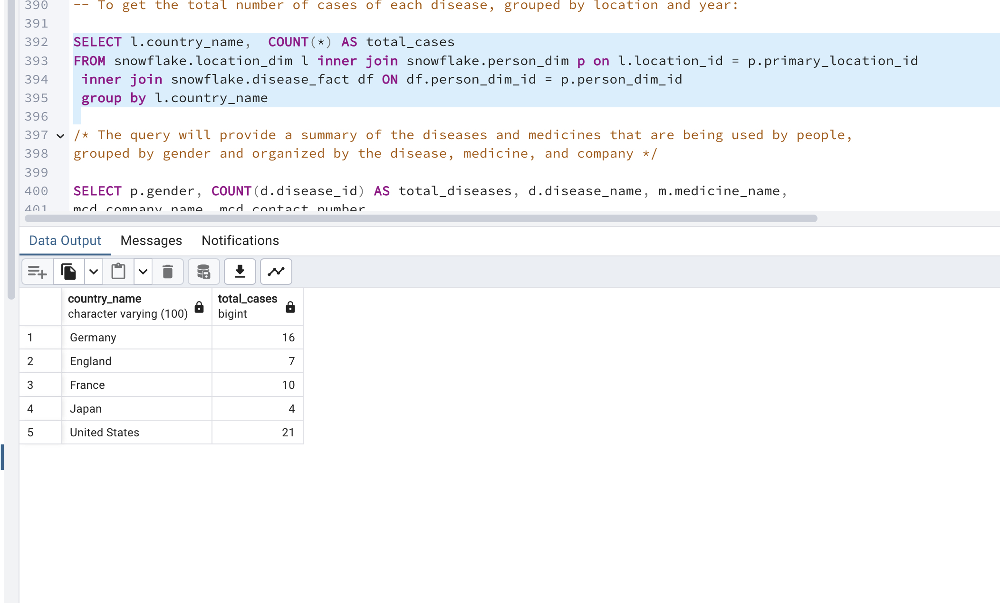 390 -- To get the total number of cases of each disease, grouped by location and year:
391
392 SELECT l.country_name,  COUNT(*) AS total_cases
393 FROM snowflake.location_dim l inner join snowflake.person_dim p on l.location_id = p.primary_location_id
394  inner join snowflake.disease_fact df ON df.person_dim_id = p.person_dim_id
395  group by l.country_name
396
397 /* The query will provide a summary of the diseases and medicines that are being used by people,
398 grouped by gender and organized by the disease, medicine, and company */
399
400 SELECT p.gender, COUNT(d.disease_id) AS total_diseases, d.disease_name, m.medicine_name,
401 mcd.company_name, mcd.contact_number
Data Output Messages Notifications
country_name total_cases
character varying (100) bigint
1 Germany 16
2 England 7
3 France 10
4 Japan 4
5 United States 21